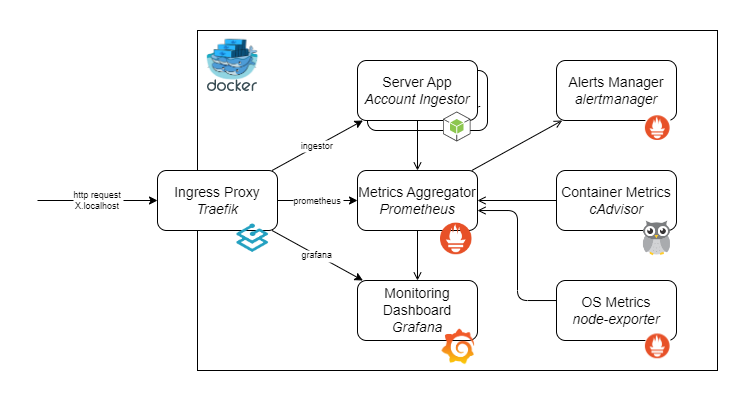 docker
Server App
Account Ingestor
Alerts Manager
alertmanager
ingestor
http request
X.localhost
Ingress Proxy
Traefik
prometheus
Metrics Aggregator
Prometheus
Container Metrics
cAdvisor
grafana
Monitoring
Dashboard
Grafana
OS Metrics
node-exporter